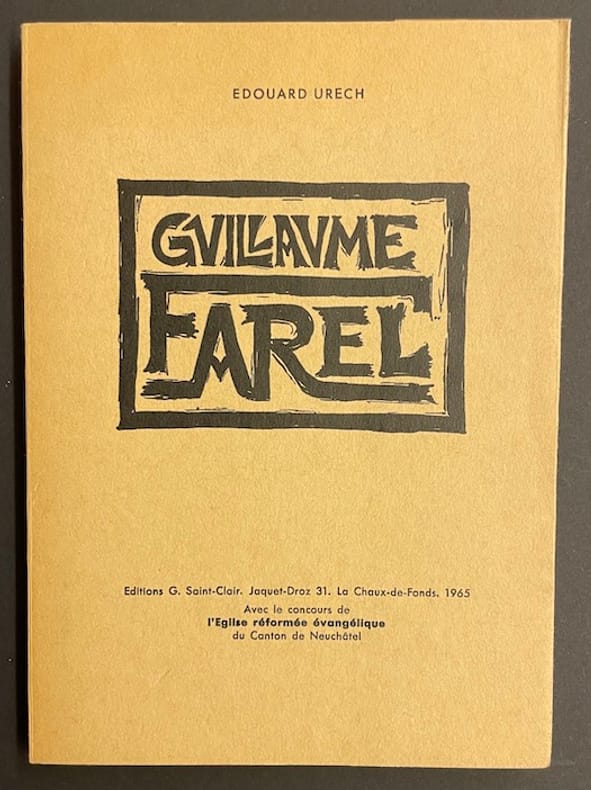 EDOUARD URECH
GVILLAVME
FAREL
Editions G. Saint-Clair. Jaquet-Droz 31. La Chaux-de-Fonds. 1965
Avec le concours de
l'Eglise réformée évangélique
du Canton de Neuchâtel